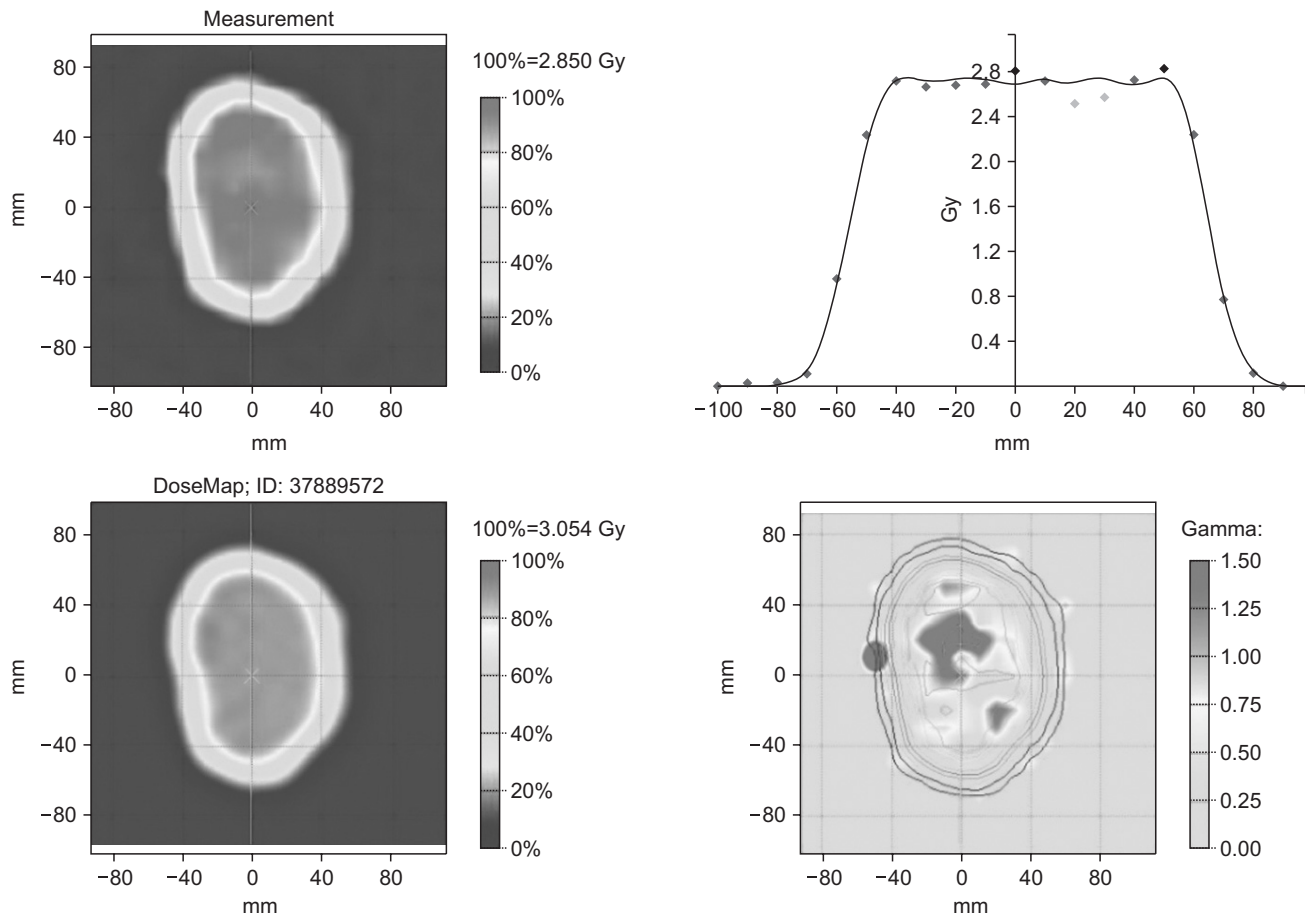 Measurement
100%=2.850 Gy
80
40
0
−40
−80
mm
−80 −40 0 40 80
mm
100%
80%
60%
40%
20%
0%
2.8
2.4
2.0
1.6
1.2
0.8
0.4
Gy
−100 −80 −60 −40 −20 0 20 40 60 80
mm
DoseMap; ID: 37889572
100%=3.054 Gy
80
40
0
−40
−80
mm
−80 −40 0 40 80
mm
100%
80%
60%
40%
20%
0%
80
40
0
−40
−80
mm
−80 −40 0 40 80
mm
Gamma:
1.50
1.25
1.00
0.75
0.50
0.25
0.00